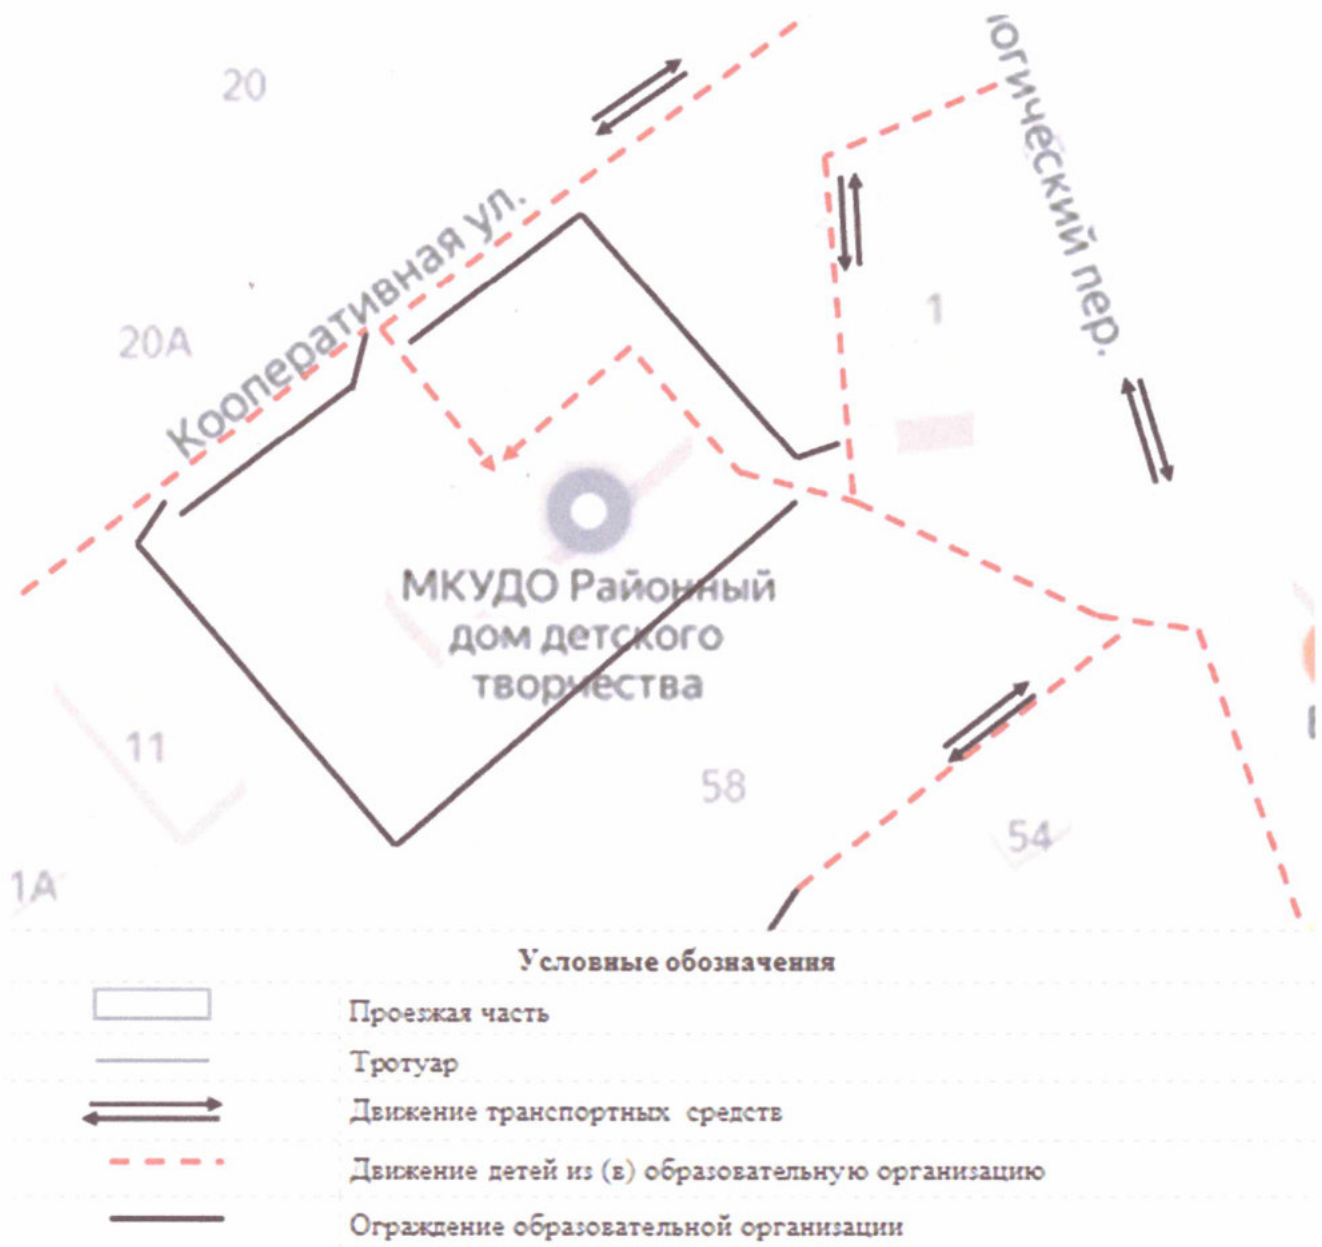 20
огический пер.
Кооперативная ул.
20А
1
МКУДО Районный
дом детского
творчества
11
58
54
1А
Условные обозначения
Проезжая часть
Тротуар
Движение транспортных средств
Движение детей из (в) образовательную организацию
Ограждение образовательной организации